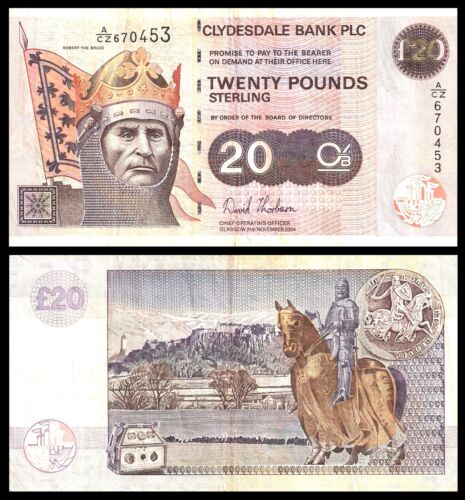 A/CZ 670453
ROBERT THE BRUCE
CLYDESDALE BANK PLC
PROMISE TO PAY TO THE BEARER
ON DEMAND AT THEIR OFFICE HERE
TWENTY POUNDS
STERLING
BY ORDER OF THE BOARD OF DIRECTORS
20 CB
David Thorburn
CHIEF OPERATING OFFICER
GLASGOW 21ST NOVEMBER 2004
£20
A/CZ 670453
£20